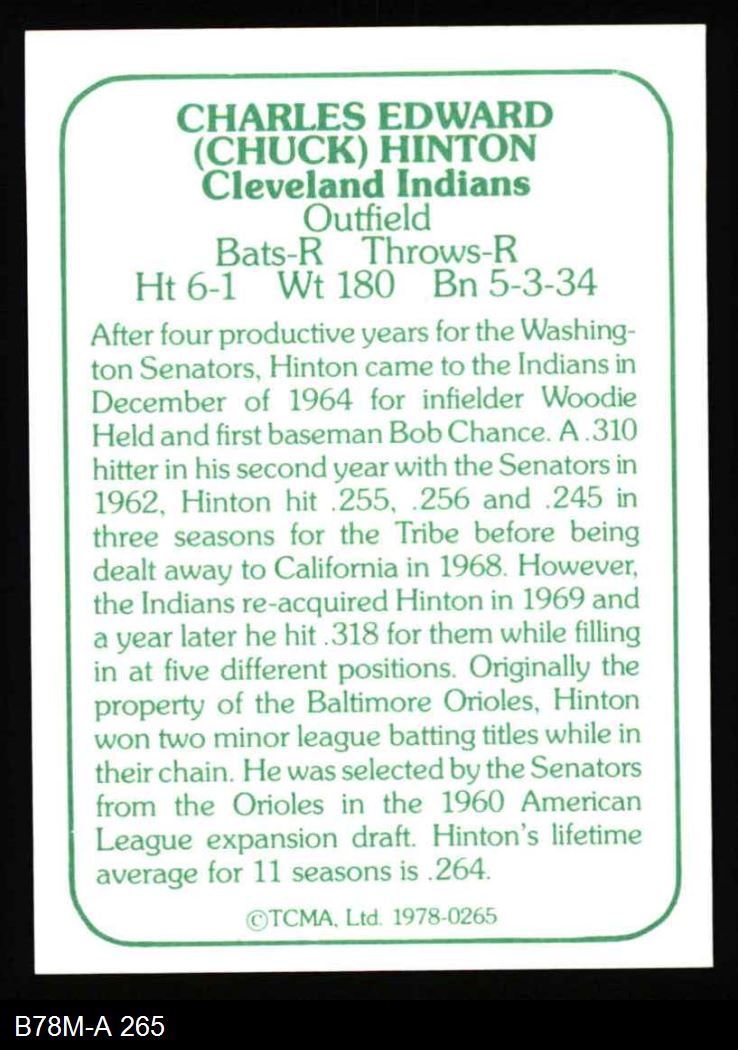 CHARLES EDWARD
(CHUCK) HINTON
Cleveland Indians
Outfield
Bats-R Throws-R
Ht 6-1 Wt 180 Bn 5-3-34
After four productive years for the Washing-
ton Senators, Hinton came to the Indians in
December of 1964 for infielder Woodie
Held and first baseman Bob Chance. A .310
hitter in his second year with the Senators in
1962, Hinton hit .255, .256 and .245 in
three seasons for the Tribe before being
dealt away to California in 1968. However,
the Indians re-acquired Hinton in 1969 and
a year later he hit .318 for them while filling
in at five different positions. Originally the
property of the Baltimore Orioles, Hinton
won two minor league batting titles while in
their chain. He was selected by the Senators
from the Orioles in the 1960 American
League expansion draft. Hinton's lifetime
average for 11 seasons is .264.
©TCMA, Ltd. 1978-0265
B78M-A 265